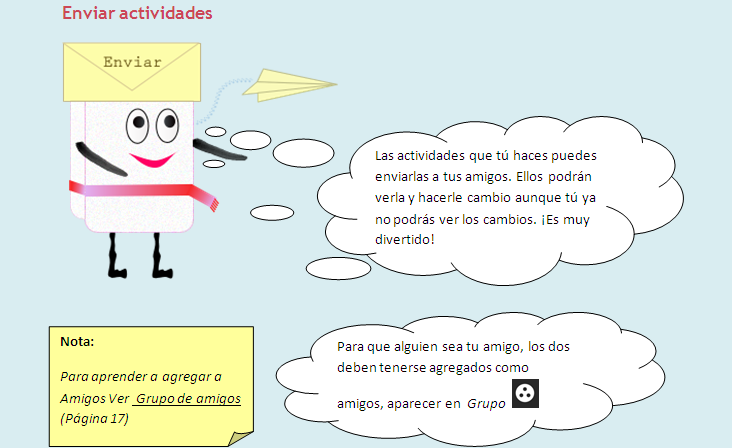 Enviar actividades
Enviar
Las actividades que tú haces puedes
enviarlas a tus amigos. Ellos podrán
verla y hacerle cambio aunque tú ya
no podrás ver los cambios. ¡Es muy
divertido!
Nota:
Para aprender a agregar a
Amigos Ver Grupo de amigos
(Página 17)
Para que alguien sea tu amigo, los dos
deben tenerse agregados como
amigos, aparecer en Grupo